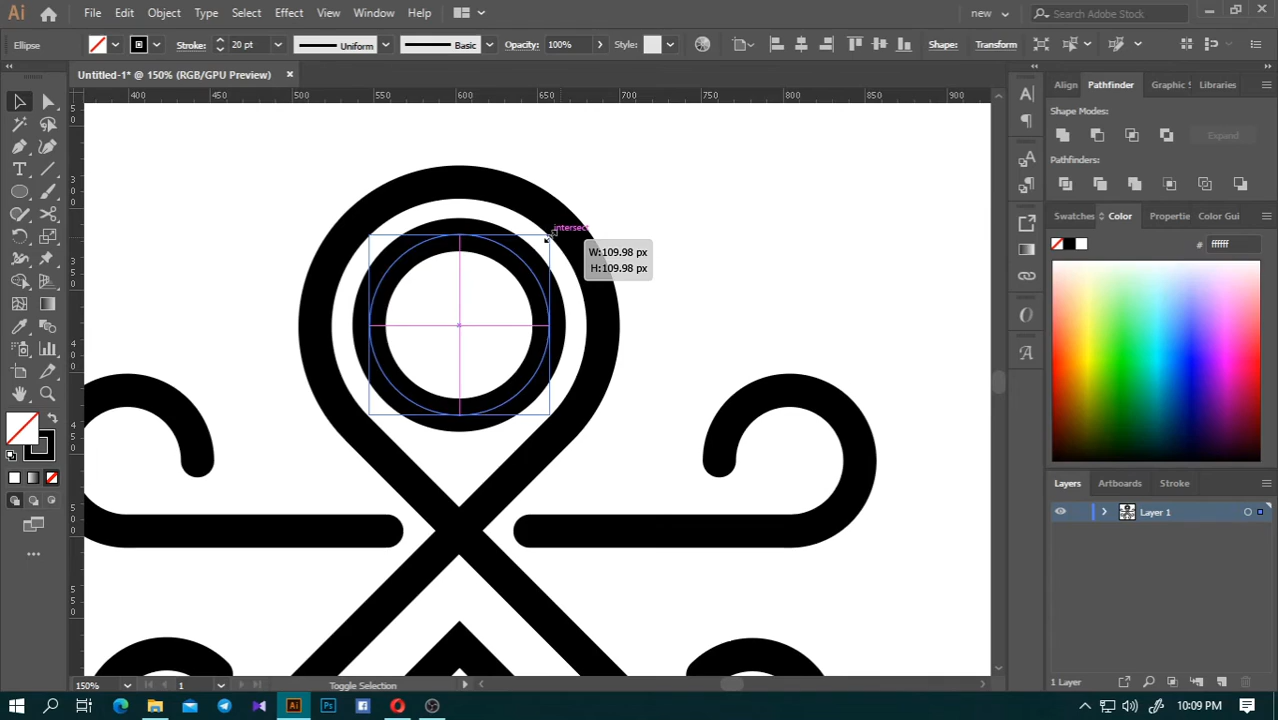 Ai File Edit Object Type Select Effect View Window Help new Search Adobe Stock
Ellipse Stroke: 20 pt Uniform Basic Opacity: 100% Style: Shape: Transform
Untitled-1* @ 150% (RGB/GPU Preview)
400 450 500 550 600 650 700 750 800 850 900
Align Pathfinder Graphic S Libraries
Shape Modes:
Expand
Pathfinders:
Swatches Color Propertie Color Gui
# ffffff
intersect
W:109.98 px
H:109.98 px
Layers Artboards Stroke
Layer 1
1 Layer
150% 1 Toggle Selection
Ai Ps 10:09 PM